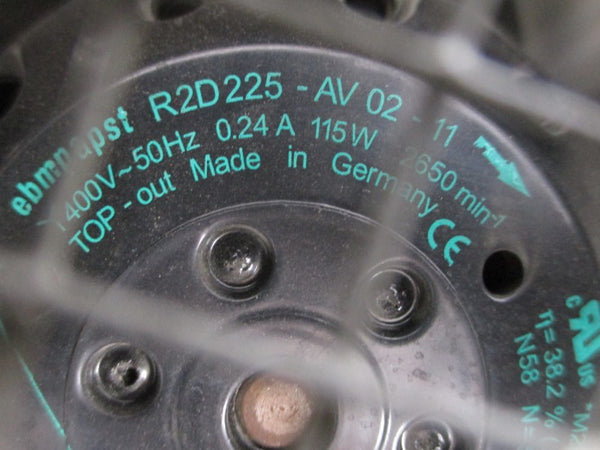 ebmpapst R2D225 - AV 02 - 11
Y 400V~50Hz 0.24 A 115W 2650 min-1
TOP - out Made in Germany CE
c us
η = 38.2 % (
N58 N=